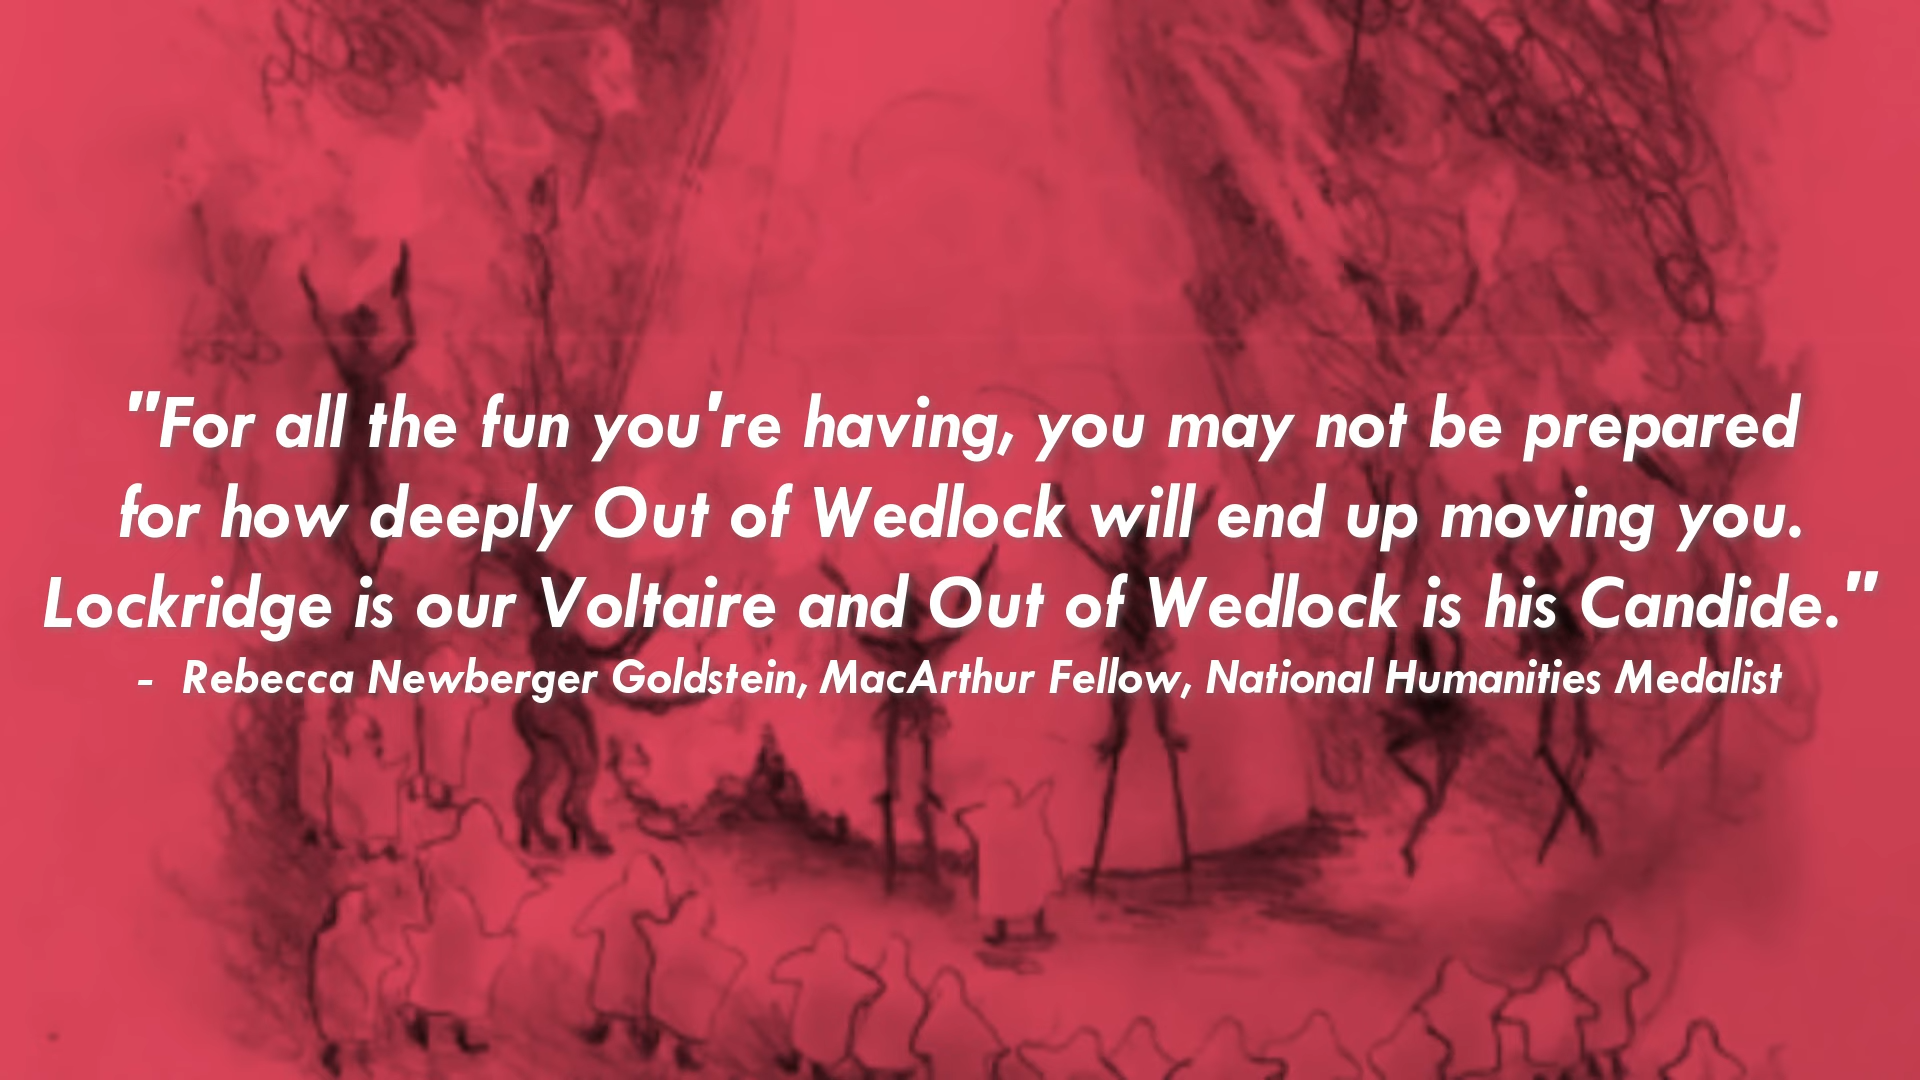 "For all the fun you're having, you may not be prepared
for how deeply Out of Wedlock will end up moving you.
Lockridge is our Voltaire and Out of Wedlock is his Candide."
- Rebecca Newberger Goldstein, MacArthur Fellow, National Humanities Medalist